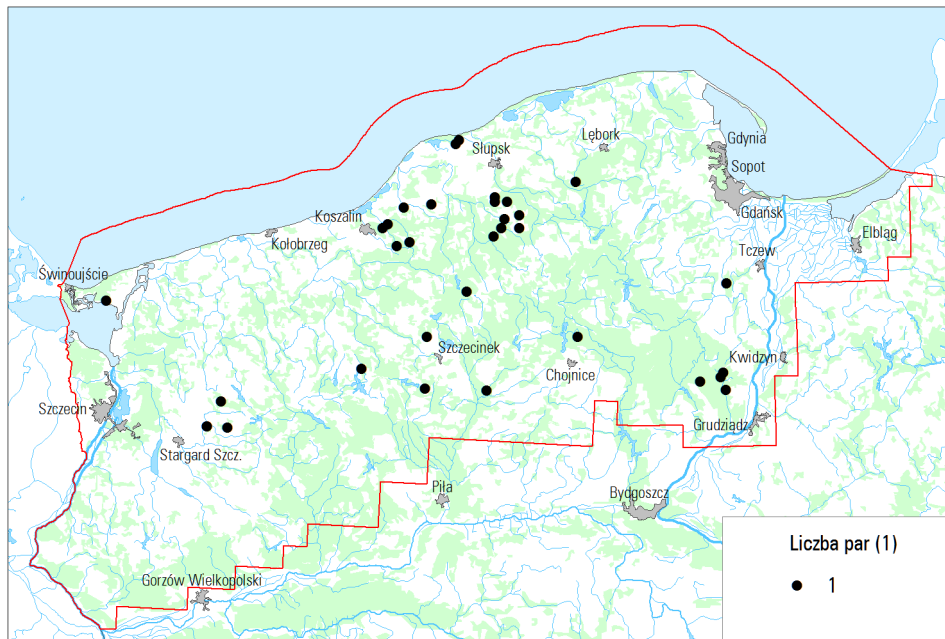 Lębork
Gdynia
Słupsk
Sopot
Gdańsk
Koszalin
Kołobrzeg
Elbląg
Tczew
Świnoujście
Szczecinek
Kwidzyn
Chojnice
Szczecin
Grudziądz
Stargard Szcz.
Piła
Bydgoszcz
Liczba par (1)
1
Gorzów Wielkopolski